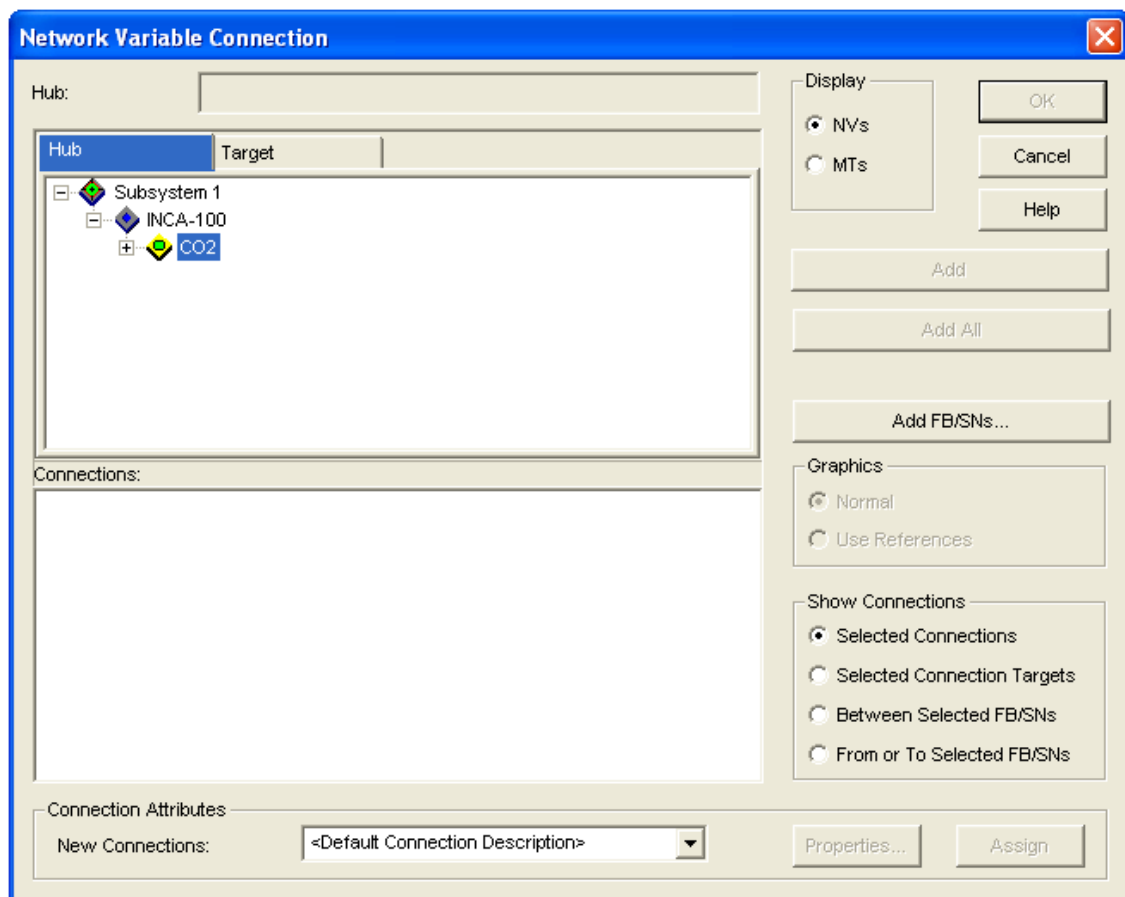 Network Variable Connection
Hub:
Display
NVs
MTs
OK
Cancel
Help
Hub
Target
Subsystem 1
INCA-100
CO2
Add
Add All
Add FB/SNs...
Connections:
Graphics
Normal
Use References
Show Connections
Selected Connections
Selected Connection Targets
Between Selected FB/SNs
From or To Selected FB/SNs
Connection Attributes
New Connections:
<Default Connection Description>
Properties...
Assign